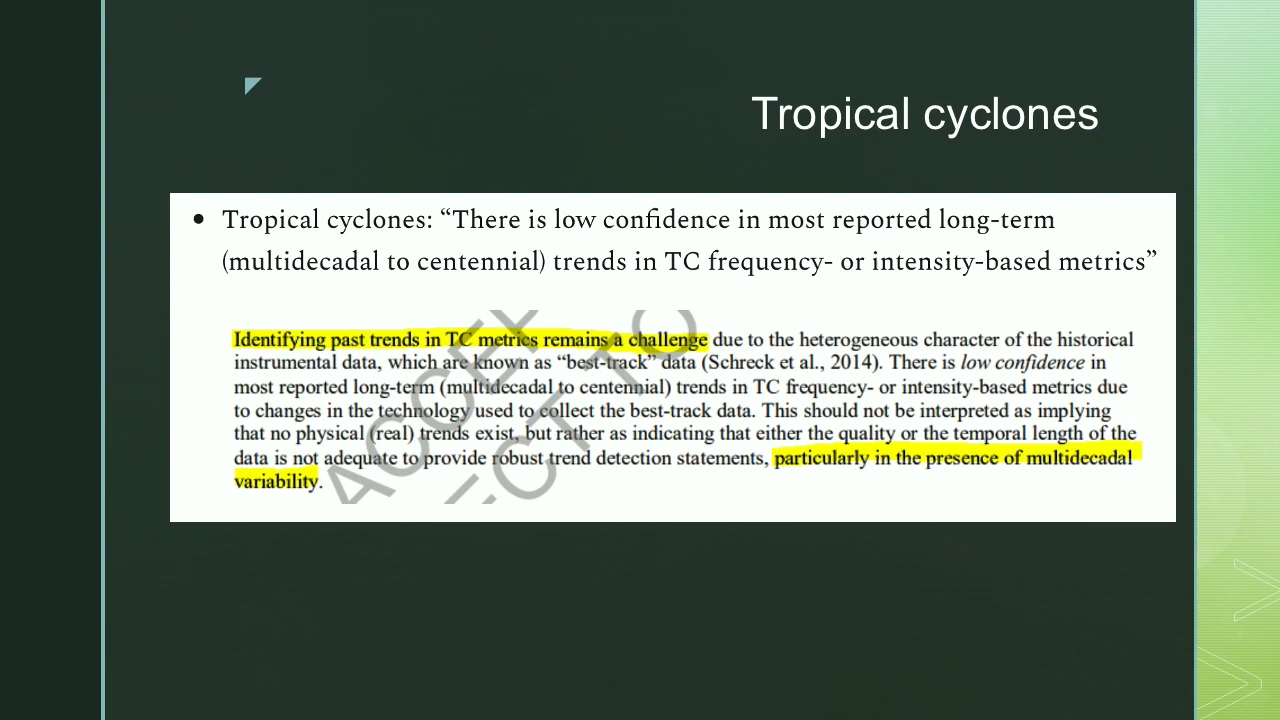 Tropical cyclones
• Tropical cyclones: “There is low confidence in most reported long-term
(multidecadal to centennial) trends in TC frequency- or intensity-based metrics”
Identifying past trends in TC metrics remains a challenge due to the heterogeneous character of the historical
instrumental data, which are known as “best-track” data (Schreck et al., 2014). There is low confidence in
most reported long-term (multidecadal to centennial) trends in TC frequency- or intensity-based metrics due
to changes in the technology used to collect the best-track data. This should not be interpreted as implying
that no physical (real) trends exist, but rather as indicating that either the quality or the temporal length of the
data is not adequate to provide robust trend detection statements, particularly in the presence of multidecadal
variability.